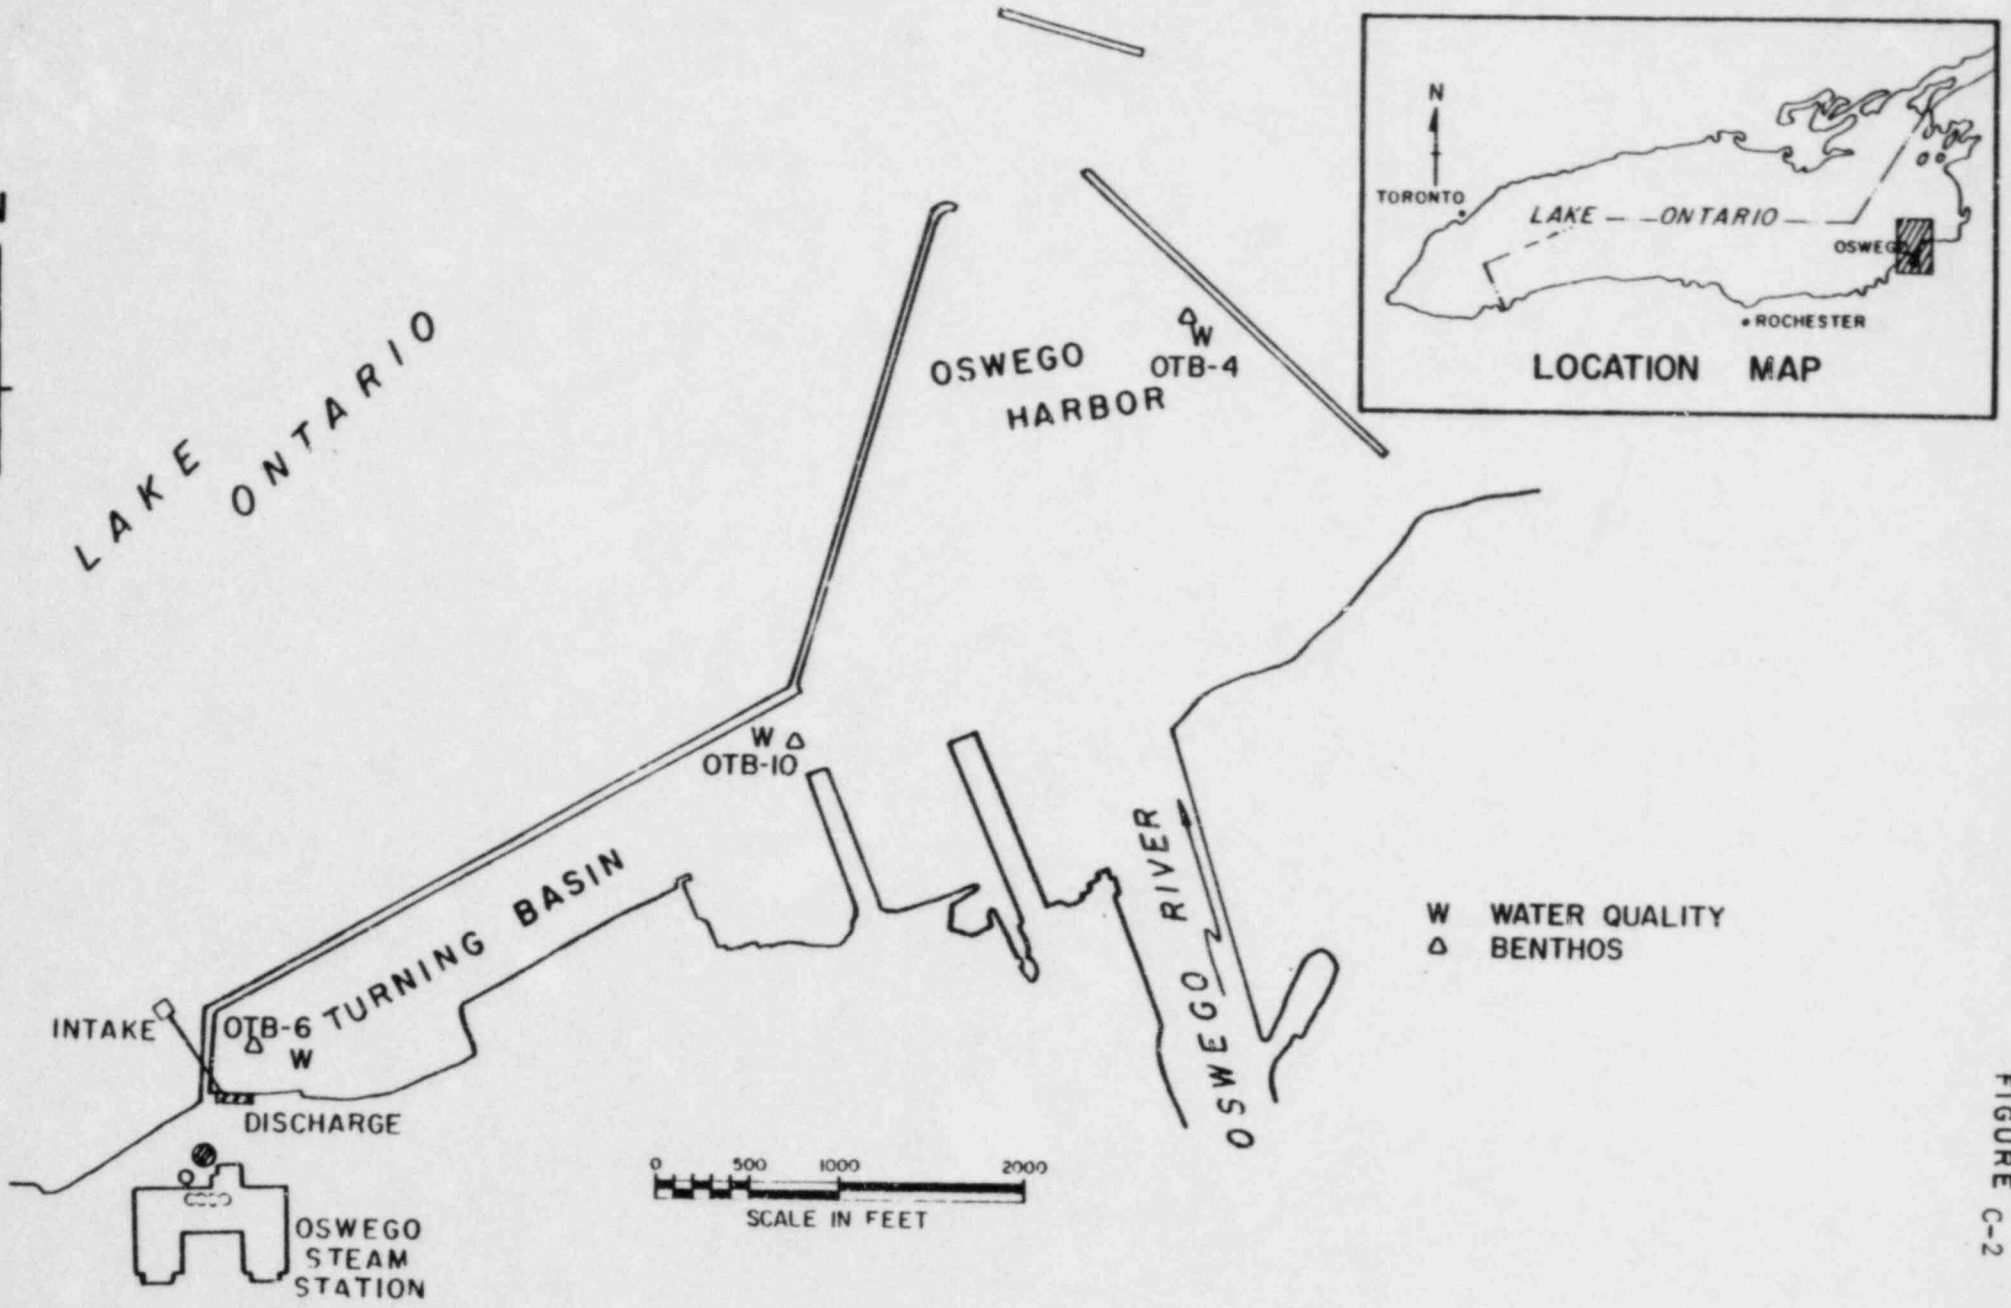 N
TORONTO
LAKE ONTARIO
OSWEGO
ROCHESTER
LOCATION MAP
LAKE
ONTARIO
OSWEGO
HARBOR
W
OTB-4
W
OTB-10
TURNING BASIN
OSWEGO RIVER
W WATER QUALITY
BENTHOS
INTAKE
OTB-6
W
DISCHARGE
0 500 1000 2000
SCALE IN FEET
OSWEGO
STEAM
STATION
FIGURE C-2